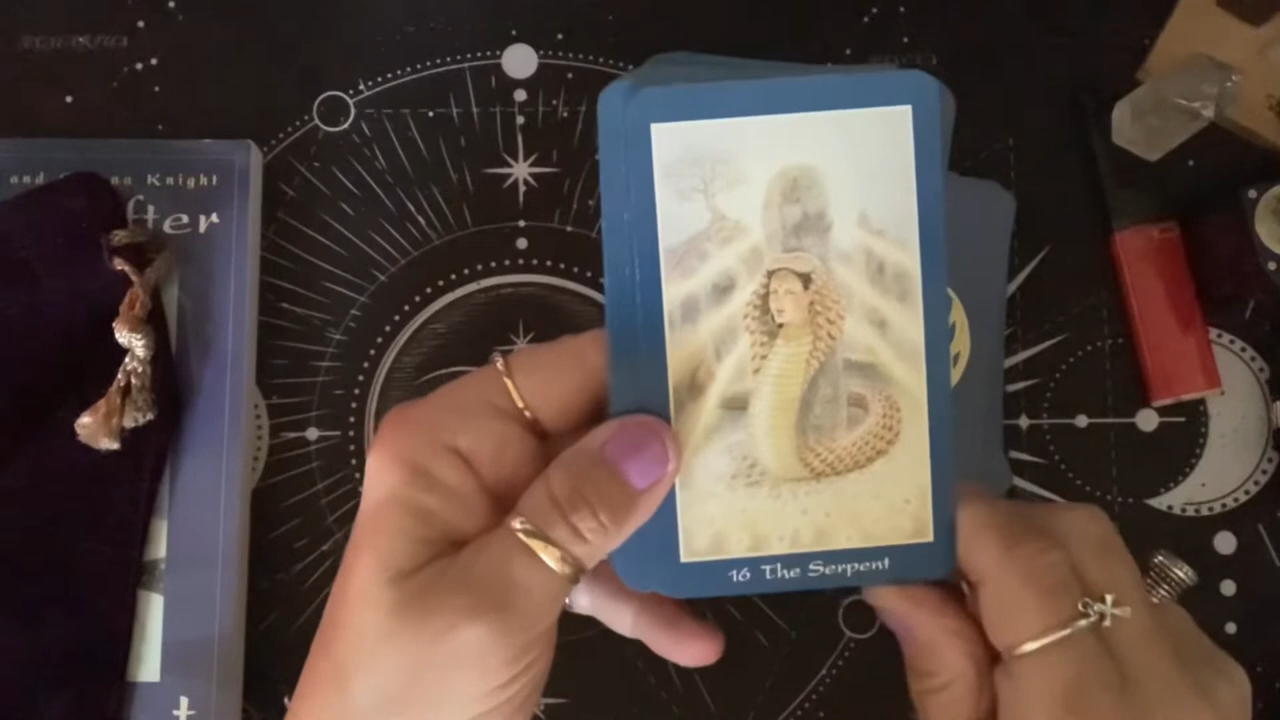 and Knight
fter
16 The Serpent
t